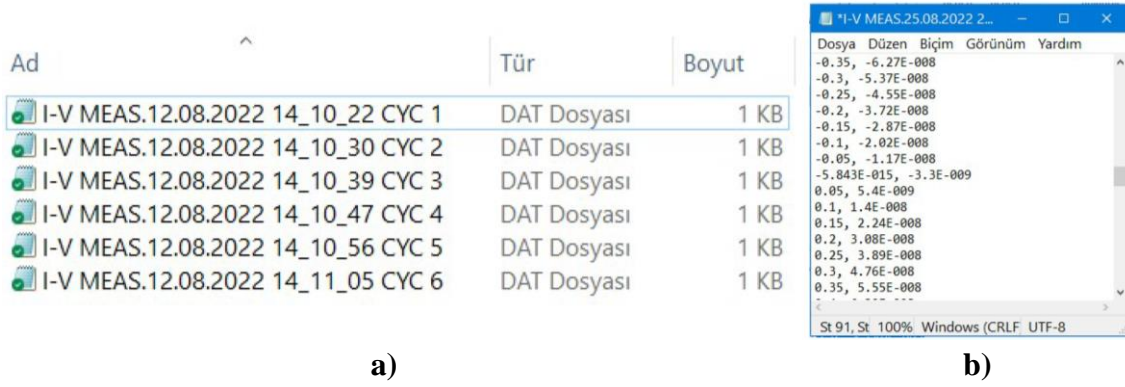 Ad Tür Boyut
I-V MEAS.12.08.2022 14_10_22 CYC 1 DAT Dosyası 1 KB
I-V MEAS.12.08.2022 14_10_30 CYC 2 DAT Dosyası 1 KB
I-V MEAS.12.08.2022 14_10_39 CYC 3 DAT Dosyası 1 KB
I-V MEAS.12.08.2022 14_10_47 CYC 4 DAT Dosyası 1 KB
I-V MEAS.12.08.2022 14_10_56 CYC 5 DAT Dosyası 1 KB
I-V MEAS.12.08.2022 14_11_05 CYC 6 DAT Dosyası 1 KB
a)
*I-V MEAS.25.08.2022 2...
Dosya Düzen Biçim Görünüm Yardım
-0.35, -6.27E-008
-0.3, -5.37E-008
-0.25, -4.55E-008
-0.2, -3.72E-008
-0.15, -2.87E-008
-0.1, -2.02E-008
-0.05, -1.17E-008
-5.843E-015, -3.3E-009
0.05, 5.4E-009
0.1, 1.4E-008
0.15, 2.24E-008
0.2, 3.08E-008
0.25, 3.89E-008
0.3, 4.76E-008
0.35, 5.55E-008
St 91, St 100% Windows (CRLF UTF-8
b)